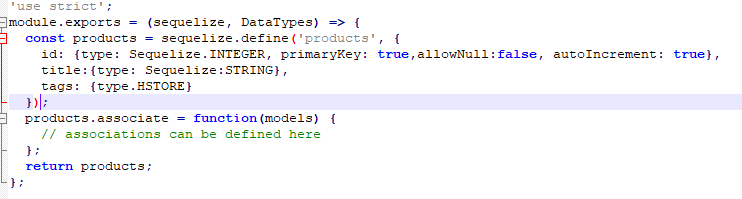 'use strict';
module.exports = (sequelize, DataTypes) => {
  const products = sequelize.define('products', {
    id: {type: Sequelize.INTEGER, primaryKey: true,allowNull:false, autoIncrement: true},
    title:{type: Sequelize:STRING},
    tags: {type.HSTORE}
  });
  products.associate = function(models) {
    // associations can be defined here
  };
  return products;
};